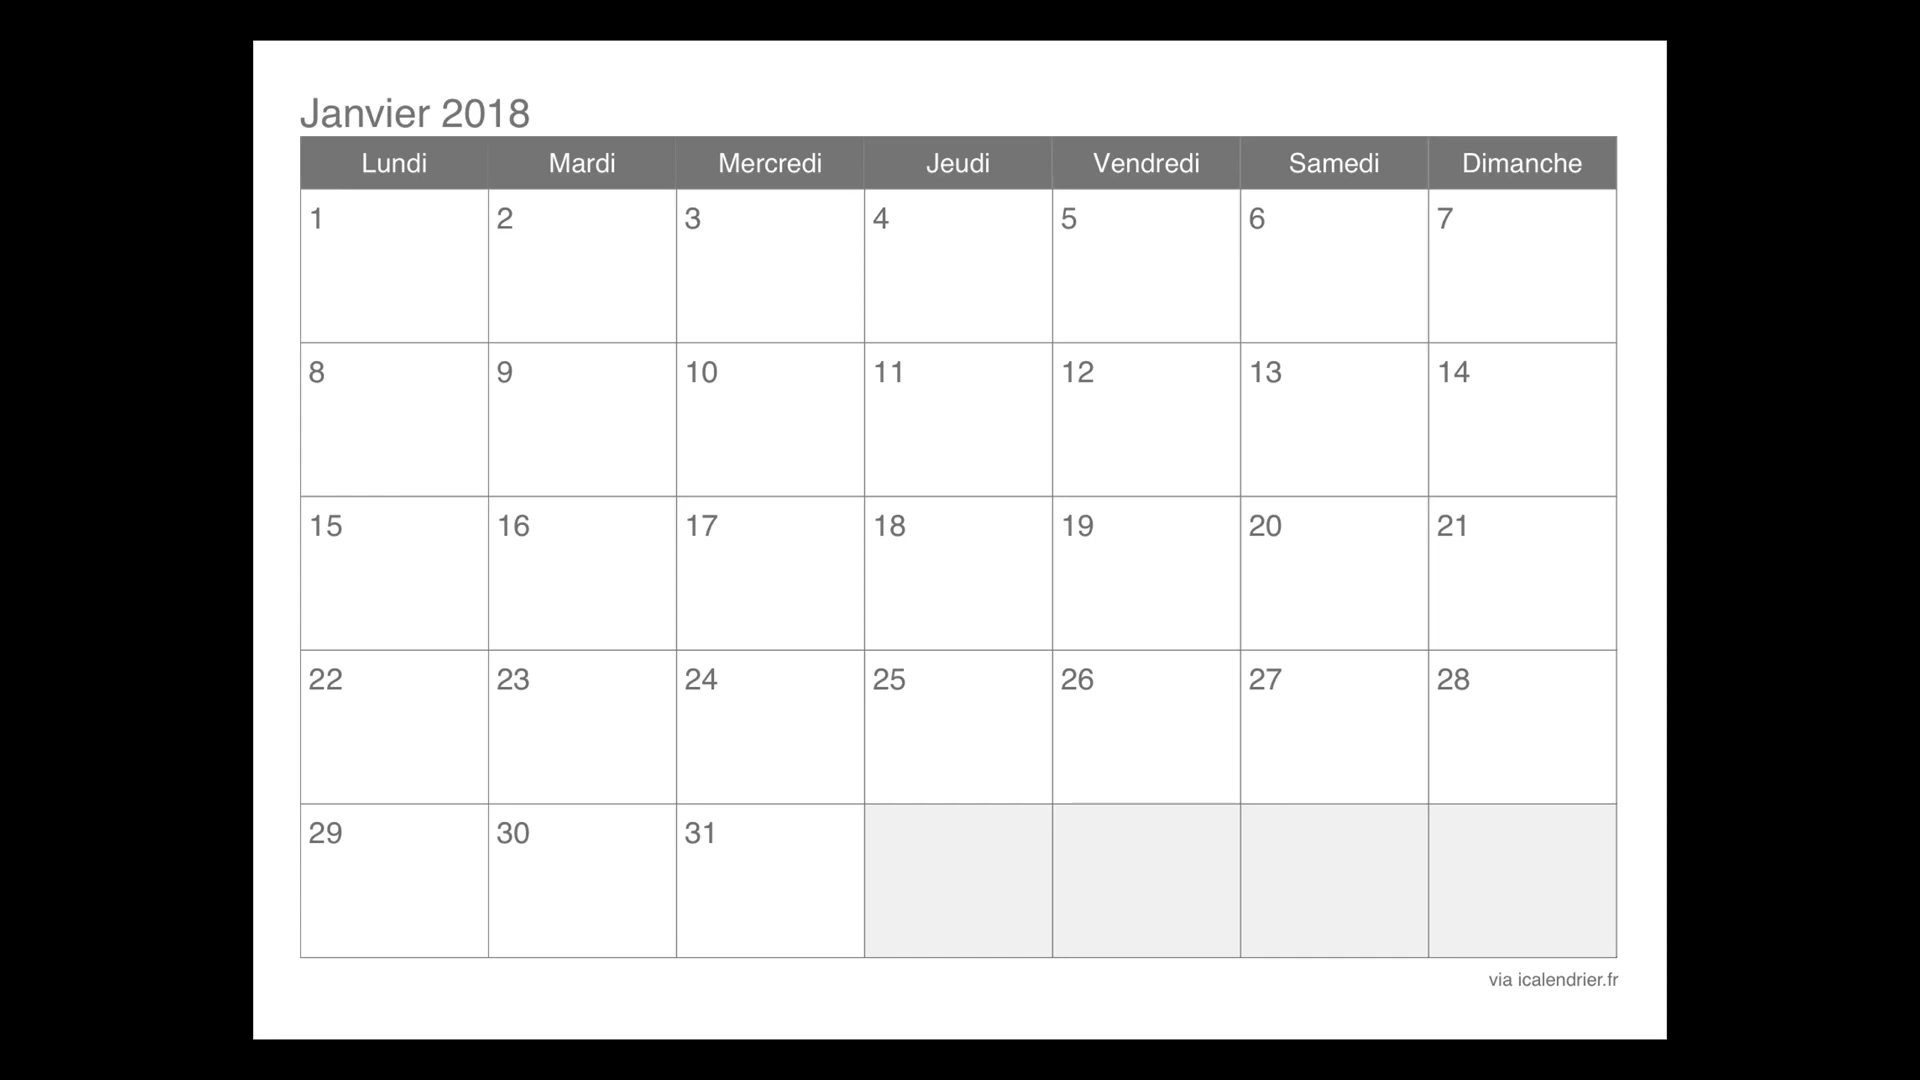 Janvier 2018
Lundi Mardi Mercredi Jeudi Vendredi Samedi Dimanche
1 2 3 4 5 6 7
8 9 10 11 12 13 14
15 16 17 18 19 20 21
22 23 24 25 26 27 28
29 30 31
via icalendrier.fr